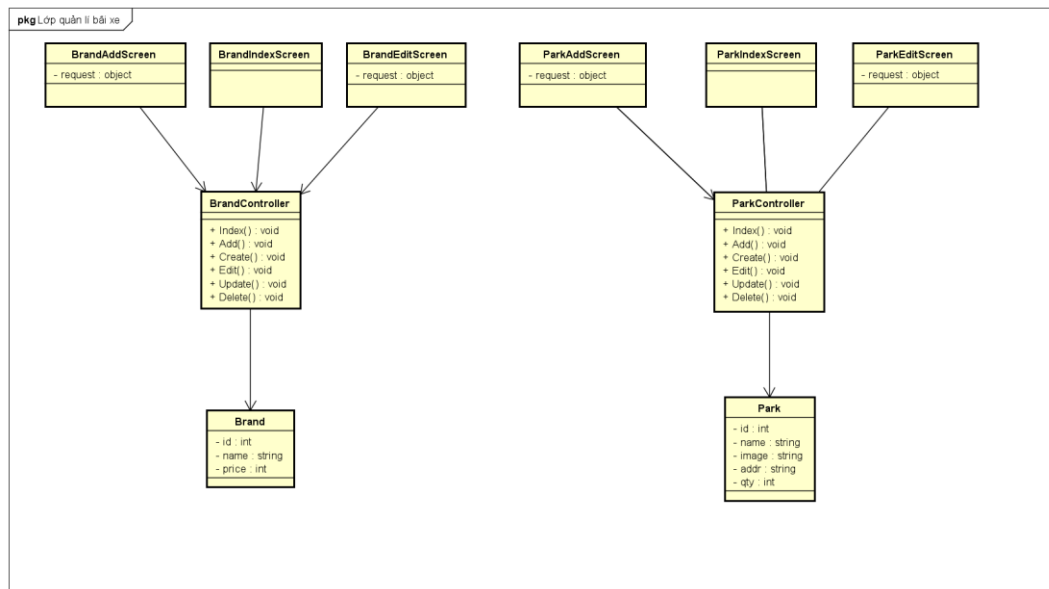 pkg Lớp quản lí bãi xe
BrandAddScreen
- request : object
BrandIndexScreen
BrandEditScreen
- request : object
ParkAddScreen
- request : object
ParkIndexScreen
ParkEditScreen
- request : object
BrandController
+ Index() : void
+ Add() : void
+ Create() : void
+ Edit() : void
+ Update() : void
+ Delete() : void
ParkController
+ Index() : void
+ Add() : void
+ Create() : void
+ Edit() : void
+ Update() : void
+ Delete() : void
Brand
- id : int
- name : string
- price : int
Park
- id : int
- name : string
- image : string
- addr : string
- qty : int